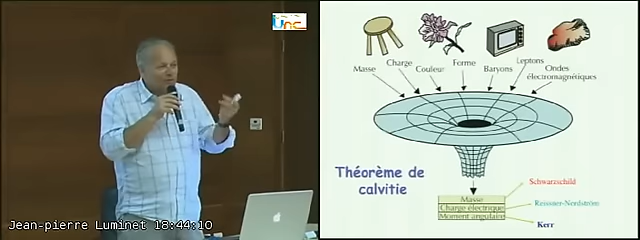 Unc
Jean-pierre Luminet 18:44:10
Masse
Charge
Couleur
Forme
Baryons
Leptons
Ondes
électromagnétiques
Théorème de
calvitie
Masse
Charge électrique
Moment angulaire
Schwarzschild
Reissner-Nordström
Kerr